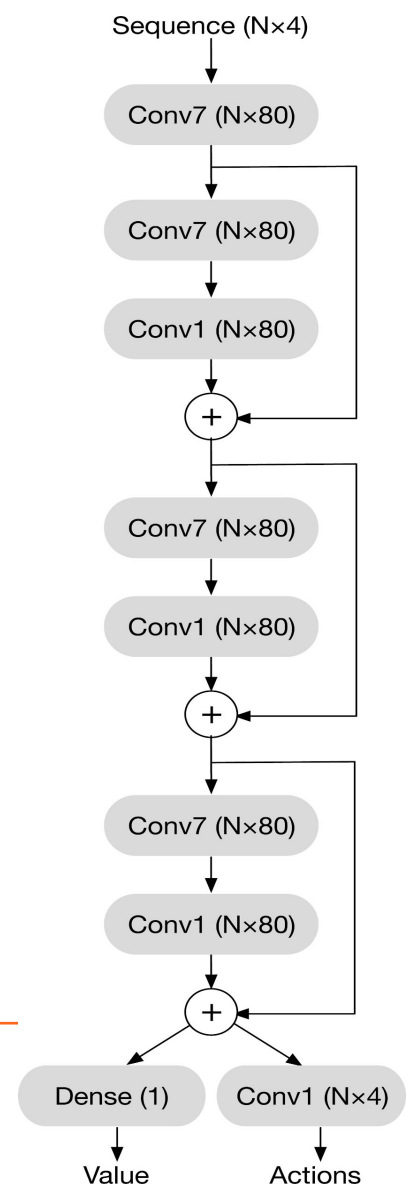 Sequence (N×4)
Conv7 (N×80)
Conv7 (N×80)
Conv1 (N×80)
+
Conv7 (N×80)
Conv1 (N×80)
+
Conv7 (N×80)
Conv1 (N×80)
+
Dense (1)
Conv1 (N×4)
Value
Actions